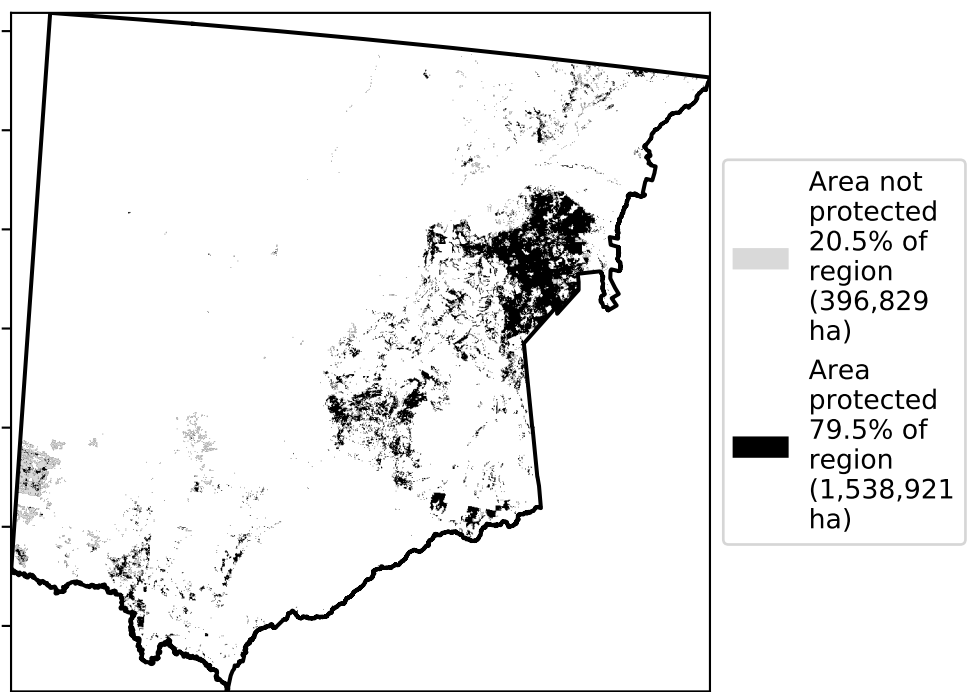 Area not
protected
20.5% of
region
(396,829
ha)
Area
protected
79.5% of
region
(1,538,921
ha)